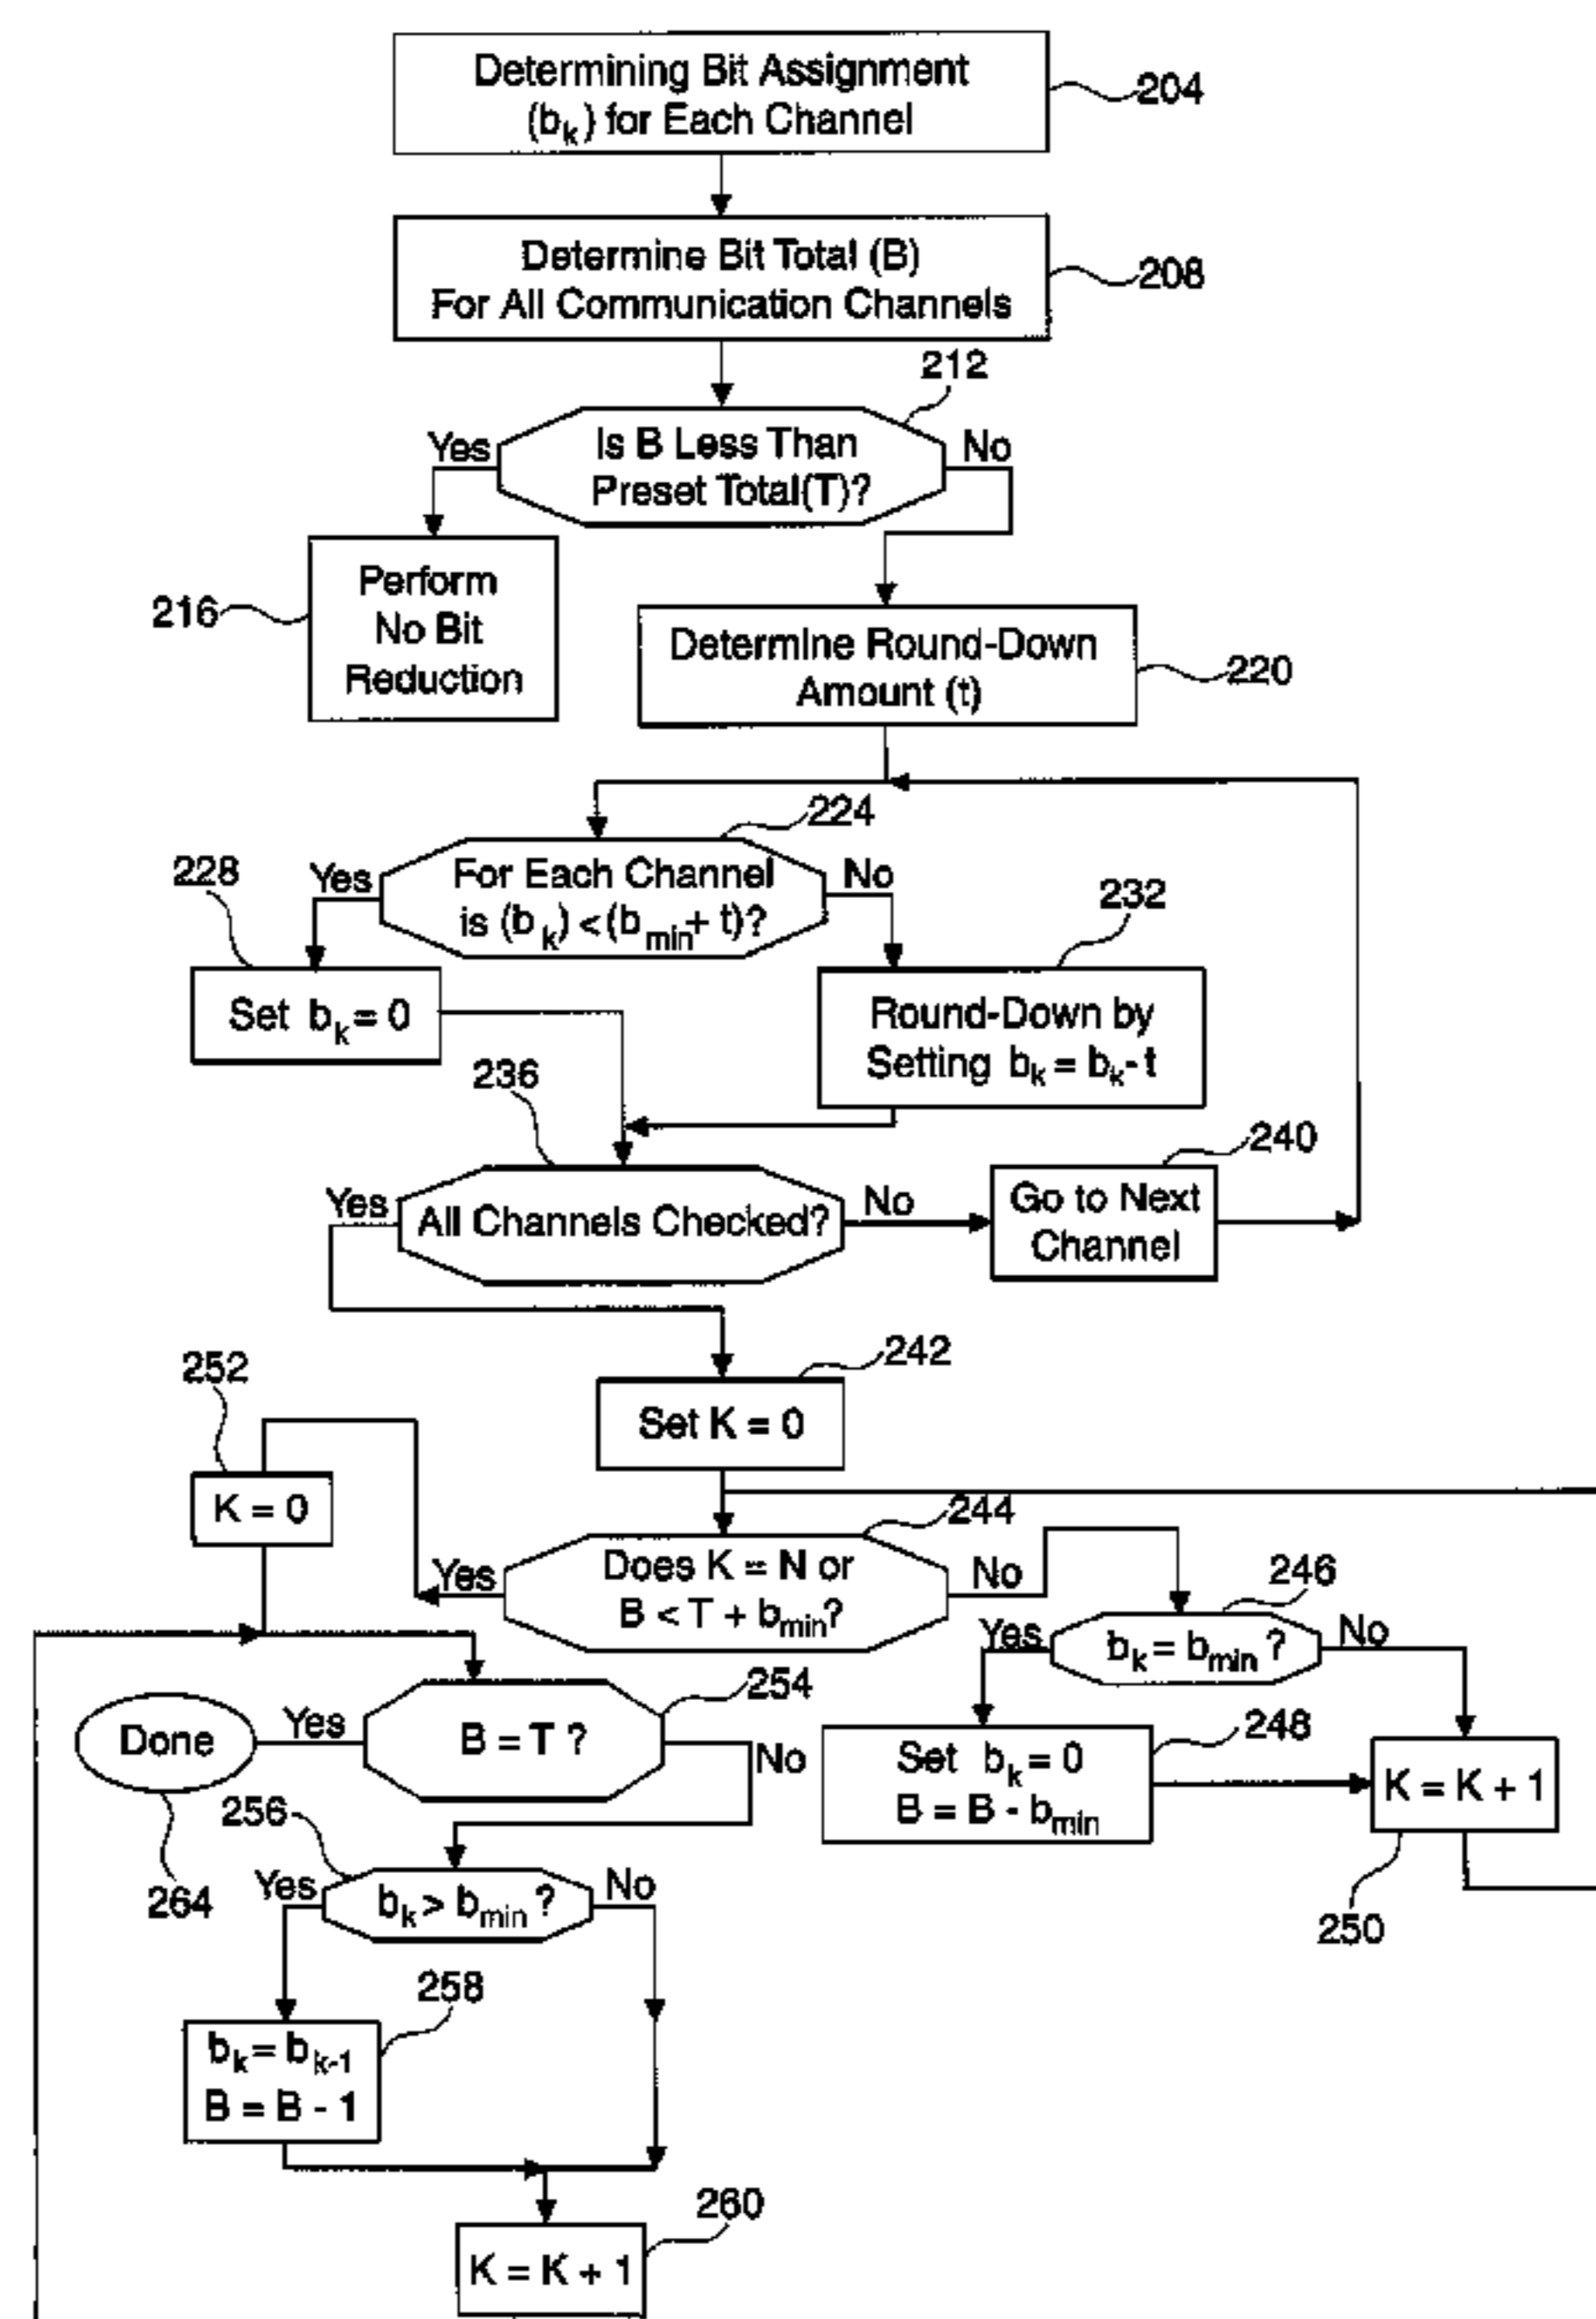 Determining Bit Assignment
(bk) for Each Channel
204
Determine Bit Total (B)
For All Communication Channels
208
212
Yes
Is B Less Than
Preset Total(T)?
No
Perform
No Bit
Reduction
216
Determine Round-Down
Amount (t)
220
224
228
Yes
For Each Channel
is (bk) < (bmin+ t)?
No
232
Set bk = 0
Round-Down by
Setting bk = bk- t
236
240
Yes
All Channels Checked?
No
Go to Next
Channel
242
252
Set K = 0
K = 0
244
Yes
Does K = N or
B < T + bmin?
No
246
Yes
bk = bmin ?
No
254
Done
Yes
B = T ?
No
248
Set bk = 0
B = B - bmin
K = K + 1
256
264
Yes
bk > bmin ?
No
250
258
bk = bk-1
B = B - 1
260
K = K + 1